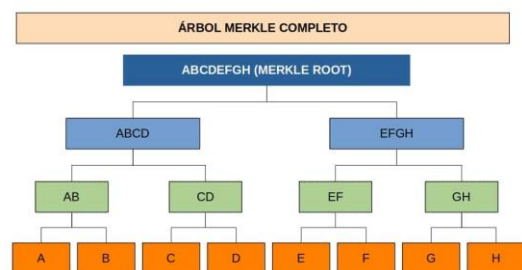 ÁRBOL MERKLE COMPLETO
ABCDEFGH (MERKLE ROOT)
ABCD EFGH
AB CD EF GH
A B C D E F G H